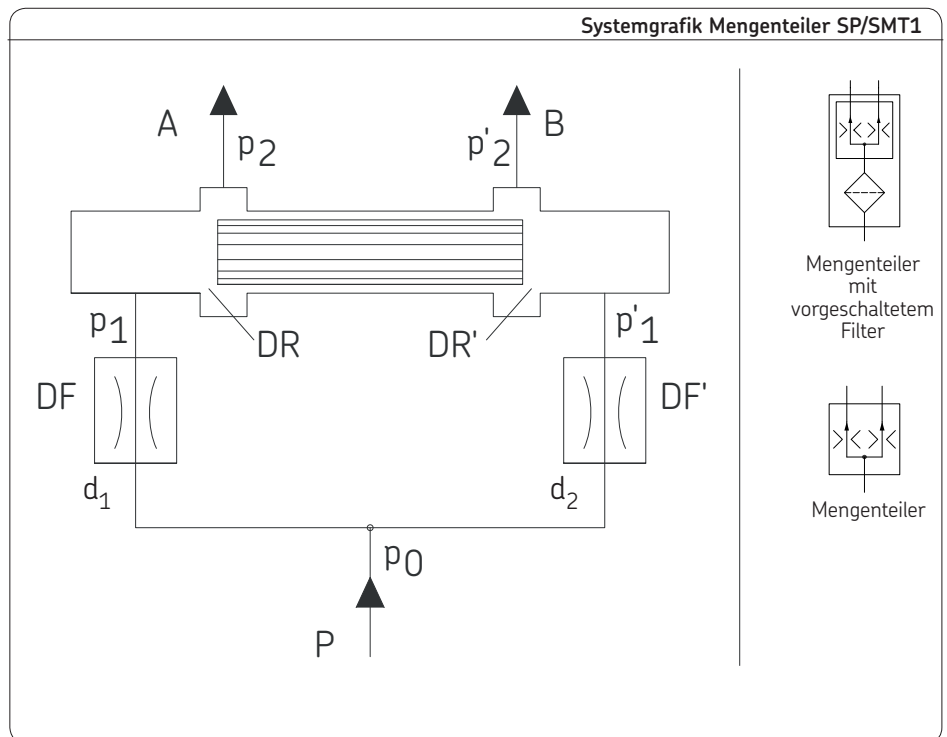 Systemgrafik Mengenteiler SP/SMT1
A
B
p2
p'2
p1
DR
DR'
p'1
DF
DF'
d1
d2
p0
P
Mengenteiler
mit
vorgeschaltetem
Filter
Mengenteiler